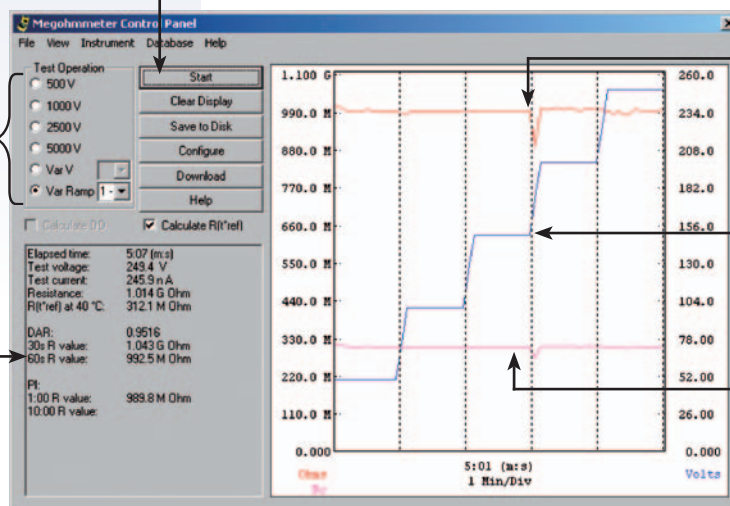 Megohmmeter Control Panel
File View Instrument Database Help
Test Operation
500 V
1000 V
2500 V
5000 V
Var V
Var Ramp 1 -
Start
Clear Display
Save to Disk
Configure
Download
Help
Calculate DD
Calculate R(t°ref)
Elapsed time: 5:07 (m:s)
Test voltage: 249.4 V
Test current: 245.9 n A
Resistance: 1.014 G Ohm
R(t°ref) at 40 °C: 312.1 M Ohm
DAR: 0.9516
30s R value: 1.043 G Ohm
60s R value: 992.5 M Ohm
PI:
1:00 R value: 989.8 M Ohm
10:00 R value:
1.100 G
990.0 M
880.0 M
770.0 M
660.0 M
550.0 M
440.0 M
330.0 M
220.0 M
110.0 M
0.000
260.0
234.0
208.0
182.0
156.0
130.0
104.0
78.00
52.00
26.00
0.000
Ohms
5:01 (m:s)
1 Min/Div
Volts